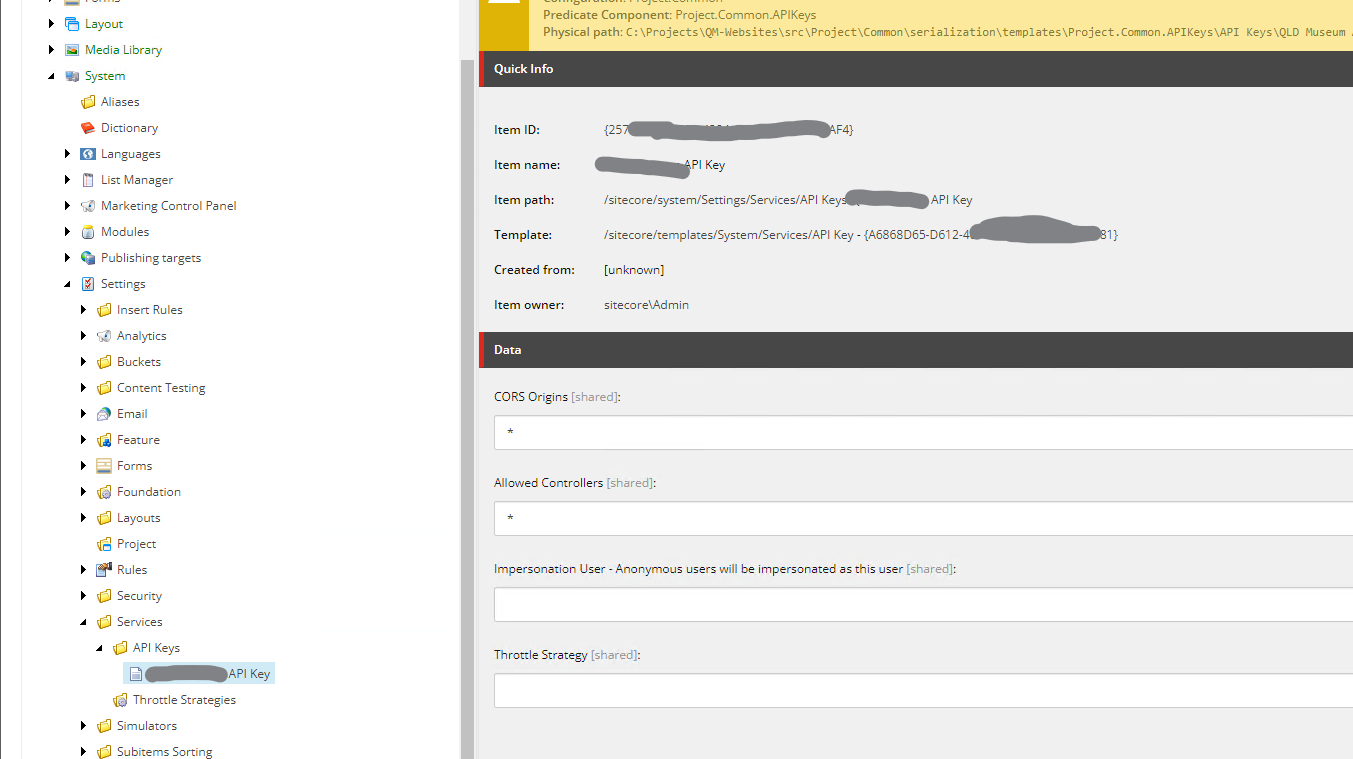 Forms
Layout
Media Library
System
Aliases
Dictionary
Languages
List Manager
Marketing Control Panel
Modules
Publishing targets
Settings
Insert Rules
Analytics
Buckets
Content Testing
Email
Feature
Forms
Foundation
Layouts
Project
Rules
Security
Services
API Keys
API Key
Throttle Strategies
Simulators
Subitems Sorting
Configuration: Project.Common
Predicate Component: Project.Common.APIKeys
Physical path: C:\Projects\QM-Websites\src\Project\Common\serialization\templates\Project.Common.APIKeys\API Keys\QLD Museum
Quick Info
Item ID: {257 AF4}
Item name: API Key
Item path: /sitecore/system/Settings/Services/API Keys API Key
Template: /sitecore/templates/System/Services/API Key - {A6868D65-D612-4 81}
Created from: [unknown]
Item owner: sitecore\Admin
Data
CORS Origins [shared]:
*
Allowed Controllers [shared]:
*
Impersonation User - Anonymous users will be impersonated as this user [shared]:
Throttle Strategy [shared]: